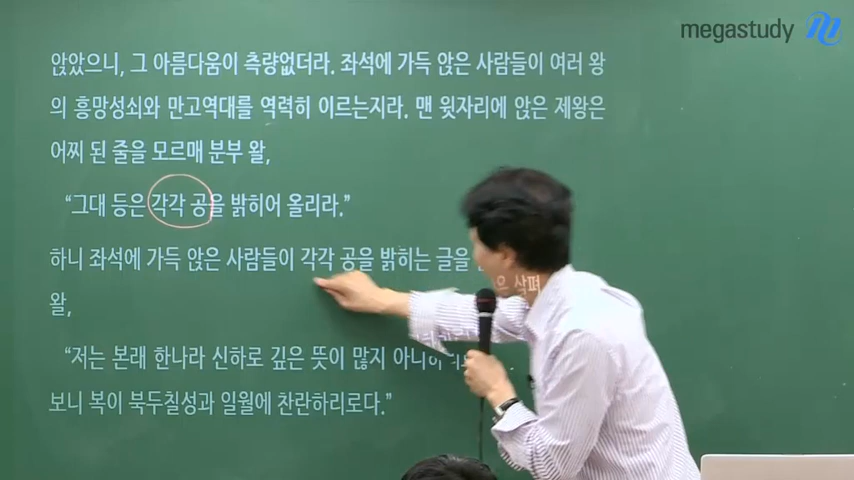 megastudy
앉았으니, 그 아름다움이 측량없더라. 좌석에 가득 앉은 사람들이 여러 왕
의 흥망성쇠와 만고역대를 역력히 이르는지라. 맨 윗자리에 앉은 제왕은
어찌 된 줄을 모르매 분부 왈,
“그대 등은 각각 공을 밝히어 올리라.”
하니 좌석에 가득 앉은 사람들이 각각 공을 밝히는 글을 살펴
왈,
“저는 본래 한나라 신하로 깊은 뜻이 많지
보니 복이 북두칠성과 일월에 찬란하리로다.”